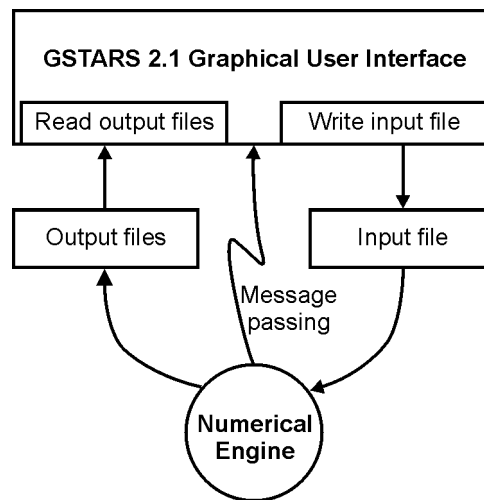 GSTARS 2.1 Graphical User Interface
Read output files
Write input file
Output files
Input file
Message
passing
Numerical
Engine